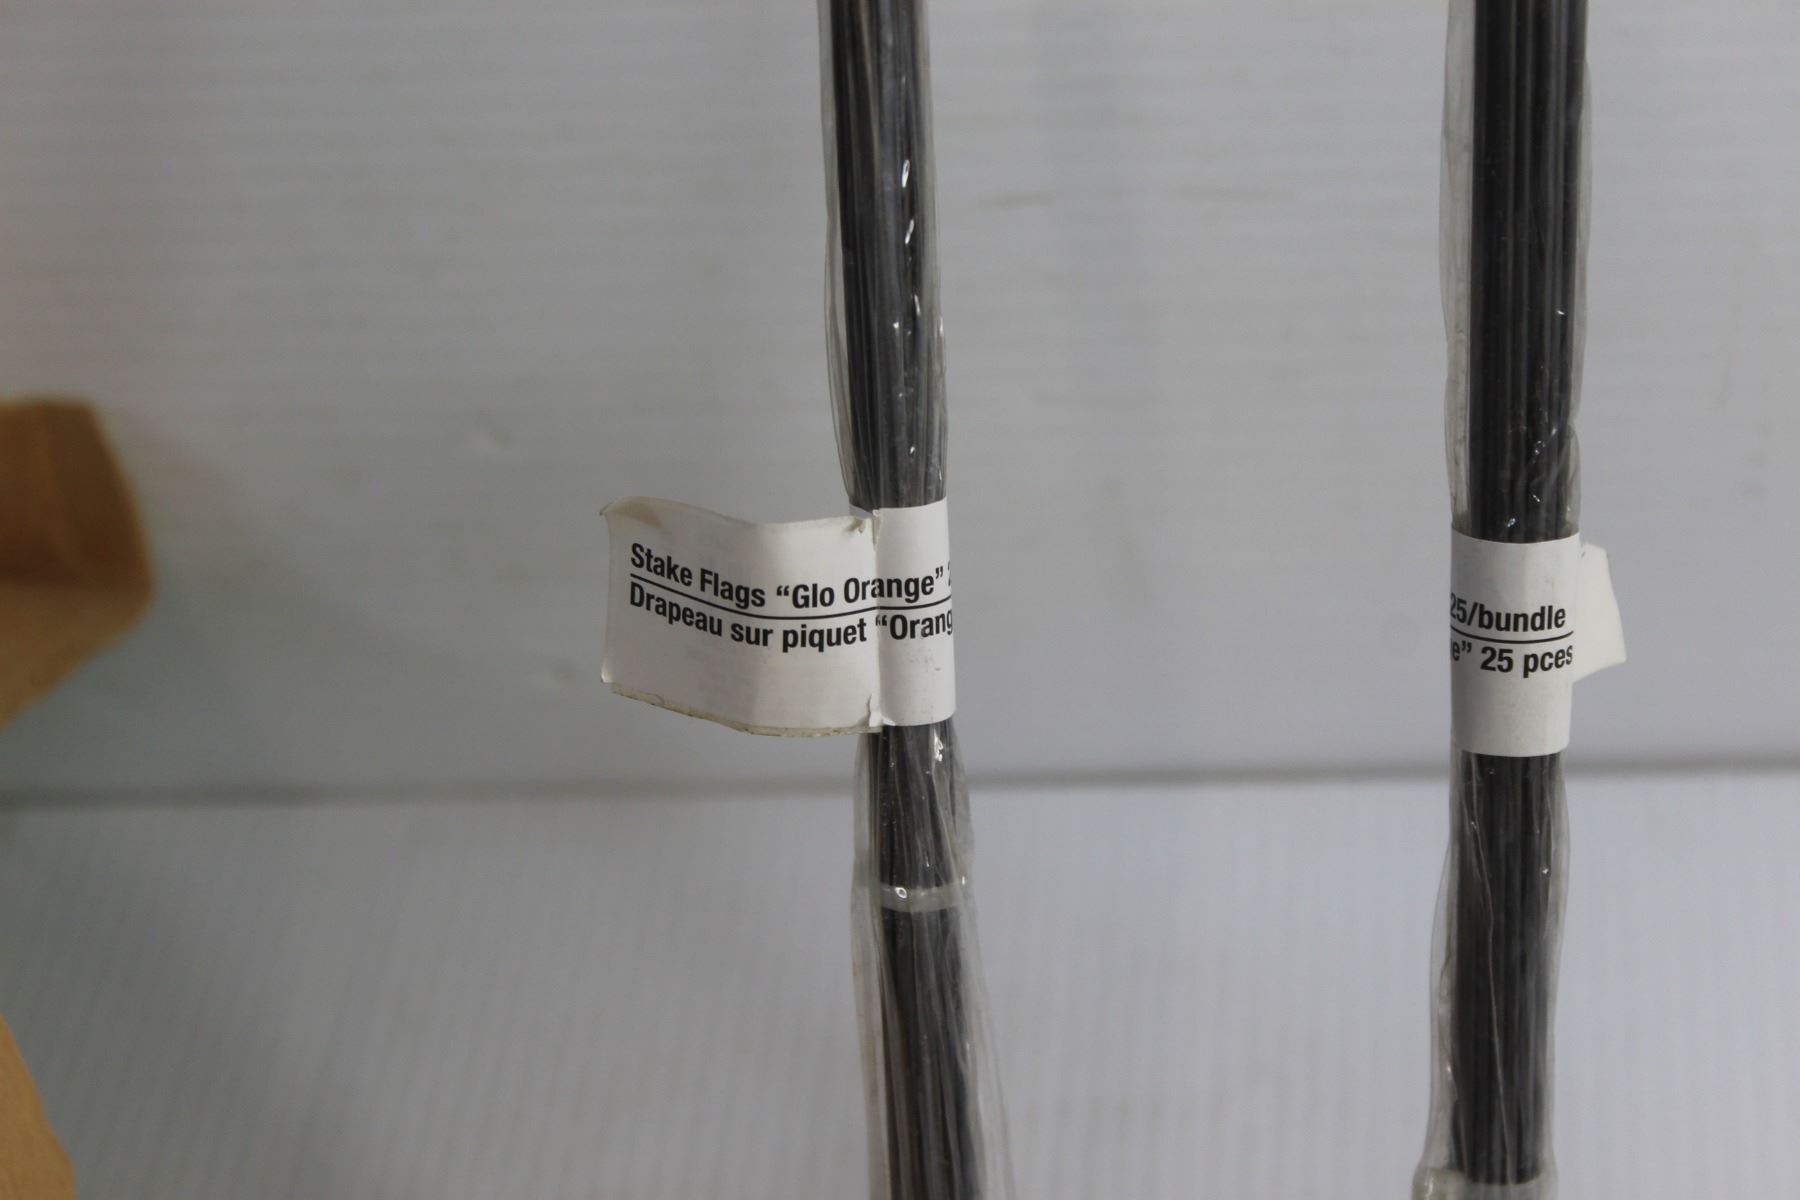 Stake Flags “Glo Orange”
Drapeau sur piquet “Orang
25/bundle
e” 25 pces